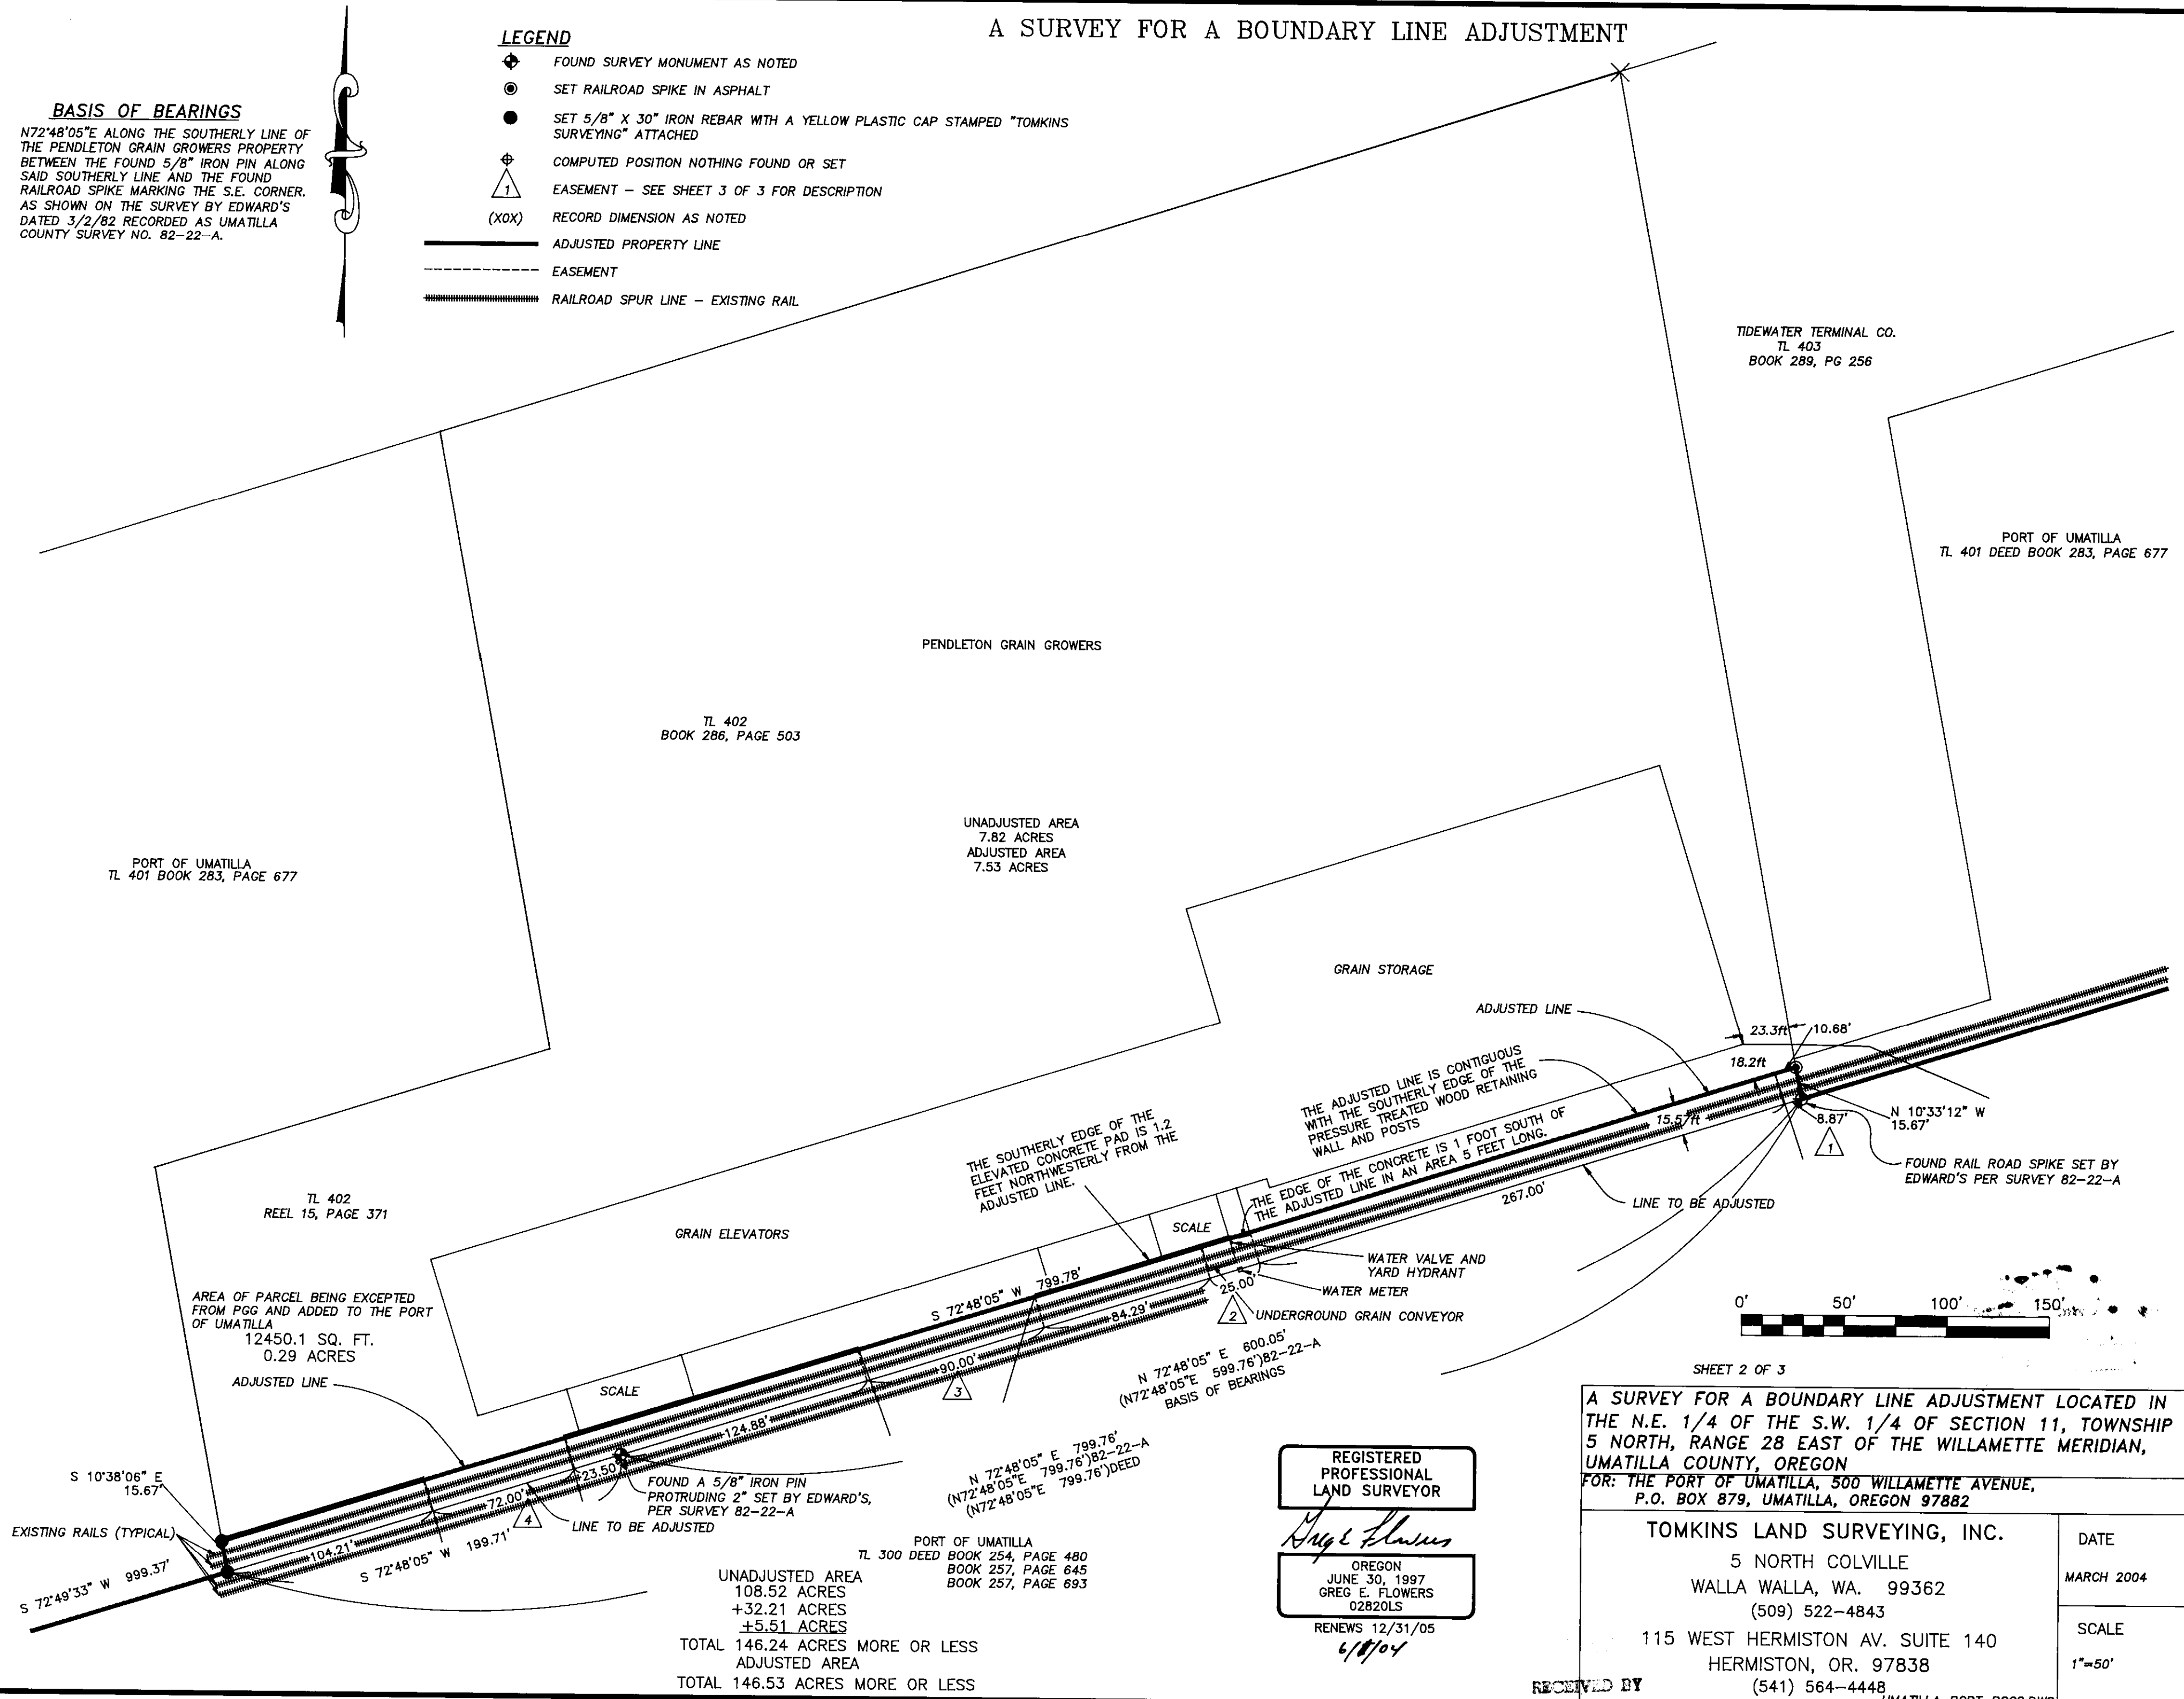 A SURVEY FOR A BOUNDARY LINE ADJUSTMENT
LEGEND
FOUND SURVEY MONUMENT AS NOTED
SET RAILROAD SPIKE IN ASPHALT
SET 5/8" X 30" IRON REBAR WITH A YELLOW PLASTIC CAP STAMPED "TOMKINS
SURVEYING" ATTACHED
COMPUTED POSITION NOTHING FOUND OR SET
1
EASEMENT – SEE SHEET 3 OF 3 FOR DESCRIPTION
(XOX) RECORD DIMENSION AS NOTED
ADJUSTED PROPERTY LINE
EASEMENT
RAILROAD SPUR LINE – EXISTING RAIL
BASIS OF BEARINGS
N72°48'05"E ALONG THE SOUTHERLY LINE OF
THE PENDLETON GRAIN GROWERS PROPERTY
BETWEEN THE FOUND 5/8" IRON PIN ALONG
SAID SOUTHERLY LINE AND THE FOUND
RAILROAD SPIKE MARKING THE S.E. CORNER.
AS SHOWN ON THE SURVEY BY EDWARD'S
DATED 3/2/82 RECORDED AS UMATILLA
COUNTY SURVEY NO. 82-22-A.
TIDEWATER TERMINAL CO.
TL 403
BOOK 289, PG 256
PORT OF UMATILLA
TL 401 DEED BOOK 283, PAGE 677
PENDLETON GRAIN GROWERS
TL 402
BOOK 286, PAGE 503
UNADJUSTED AREA
7.82 ACRES
ADJUSTED AREA
7.53 ACRES
PORT OF UMATILLA
TL 401 BOOK 283, PAGE 677
GRAIN STORAGE
ADJUSTED LINE
23.3ft
10.68'
18.2ft
15.57ft
8.87'
1
N 10°33'12" W
15.67'
FOUND RAIL ROAD SPIKE SET BY
EDWARD'S PER SURVEY 82-22-A
LINE TO BE ADJUSTED
267.00'
THE ADJUSTED LINE IS CONTIGUOUS
WITH THE SOUTHERLY EDGE OF THE
PRESSURE TREATED WOOD RETAINING
WALL AND POSTS
THE EDGE OF THE CONCRETE IS 1 FOOT SOUTH OF
THE ADJUSTED LINE IN AN AREA 5 FEET LONG.
THE SOUTHERLY EDGE OF THE
ELEVATED CONCRETE PAD IS 1.2
FEET NORTHWESTERLY FROM THE
ADJUSTED LINE.
TL 402
REEL 15, PAGE 371
GRAIN ELEVATORS
SCALE
WATER VALVE AND
YARD HYDRANT
WATER METER
25.00'
2
UNDERGROUND GRAIN CONVEYOR
S 72°48'05" W 799.78'
84.29'
90.00'
3
AREA OF PARCEL BEING EXCEPTED
FROM PGG AND ADDED TO THE PORT
OF UMATILLA
12450.1 SQ. FT.
0.29 ACRES
ADJUSTED LINE
SCALE
124.88'
N 72°48'05" E 600.05'
(N72°48'05"E 599.76')82-22-A
BASIS OF BEARINGS
N 72°48'05" E 799.76'
(N72°48'05"E 799.76')82-22-A
(N72°48'05"E 799.76')DEED
23.50'
FOUND A 5/8" IRON PIN
PROTRUDING 2" SET BY EDWARD'S,
PER SURVEY 82-22-A
72.00'
4
LINE TO BE ADJUSTED
S 10°38'06" E
15.67'
EXISTING RAILS (TYPICAL)
104.21'
S 72°48'05" W 199.71'
S 72°49'33" W 999.37'
PORT OF UMATILLA
TL 300 DEED BOOK 254, PAGE 480
BOOK 257, PAGE 645
BOOK 257, PAGE 693
UNADJUSTED AREA
108.52 ACRES
+32.21 ACRES
+5.51 ACRES
TOTAL 146.24 ACRES MORE OR LESS
ADJUSTED AREA
TOTAL 146.53 ACRES MORE OR LESS
REGISTERED
PROFESSIONAL
LAND SURVEYOR
Greg E Flowers
OREGON
JUNE 30, 1997
GREG E. FLOWERS
02820LS
RENEWS 12/31/05
RECEIVED BY
0' 50' 100' 150'
SHEET 2 OF 3
A SURVEY FOR A BOUNDARY LINE ADJUSTMENT LOCATED IN
THE N.E. 1/4 OF THE S.W. 1/4 OF SECTION 11, TOWNSHIP
5 NORTH, RANGE 28 EAST OF THE WILLAMETTE MERIDIAN,
UMATILLA COUNTY, OREGON
FOR: THE PORT OF UMATILLA, 500 WILLAMETTE AVENUE,
P.O. BOX 879, UMATILLA, OREGON 97882
TOMKINS LAND SURVEYING, INC.
5 NORTH COLVILLE
WALLA WALLA, WA. 99362
(509) 522-4843
115 WEST HERMISTON AV. SUITE 140
HERMISTON, OR. 97838
(541) 564-4448
DATE
MARCH 2004
SCALE
1"=50'